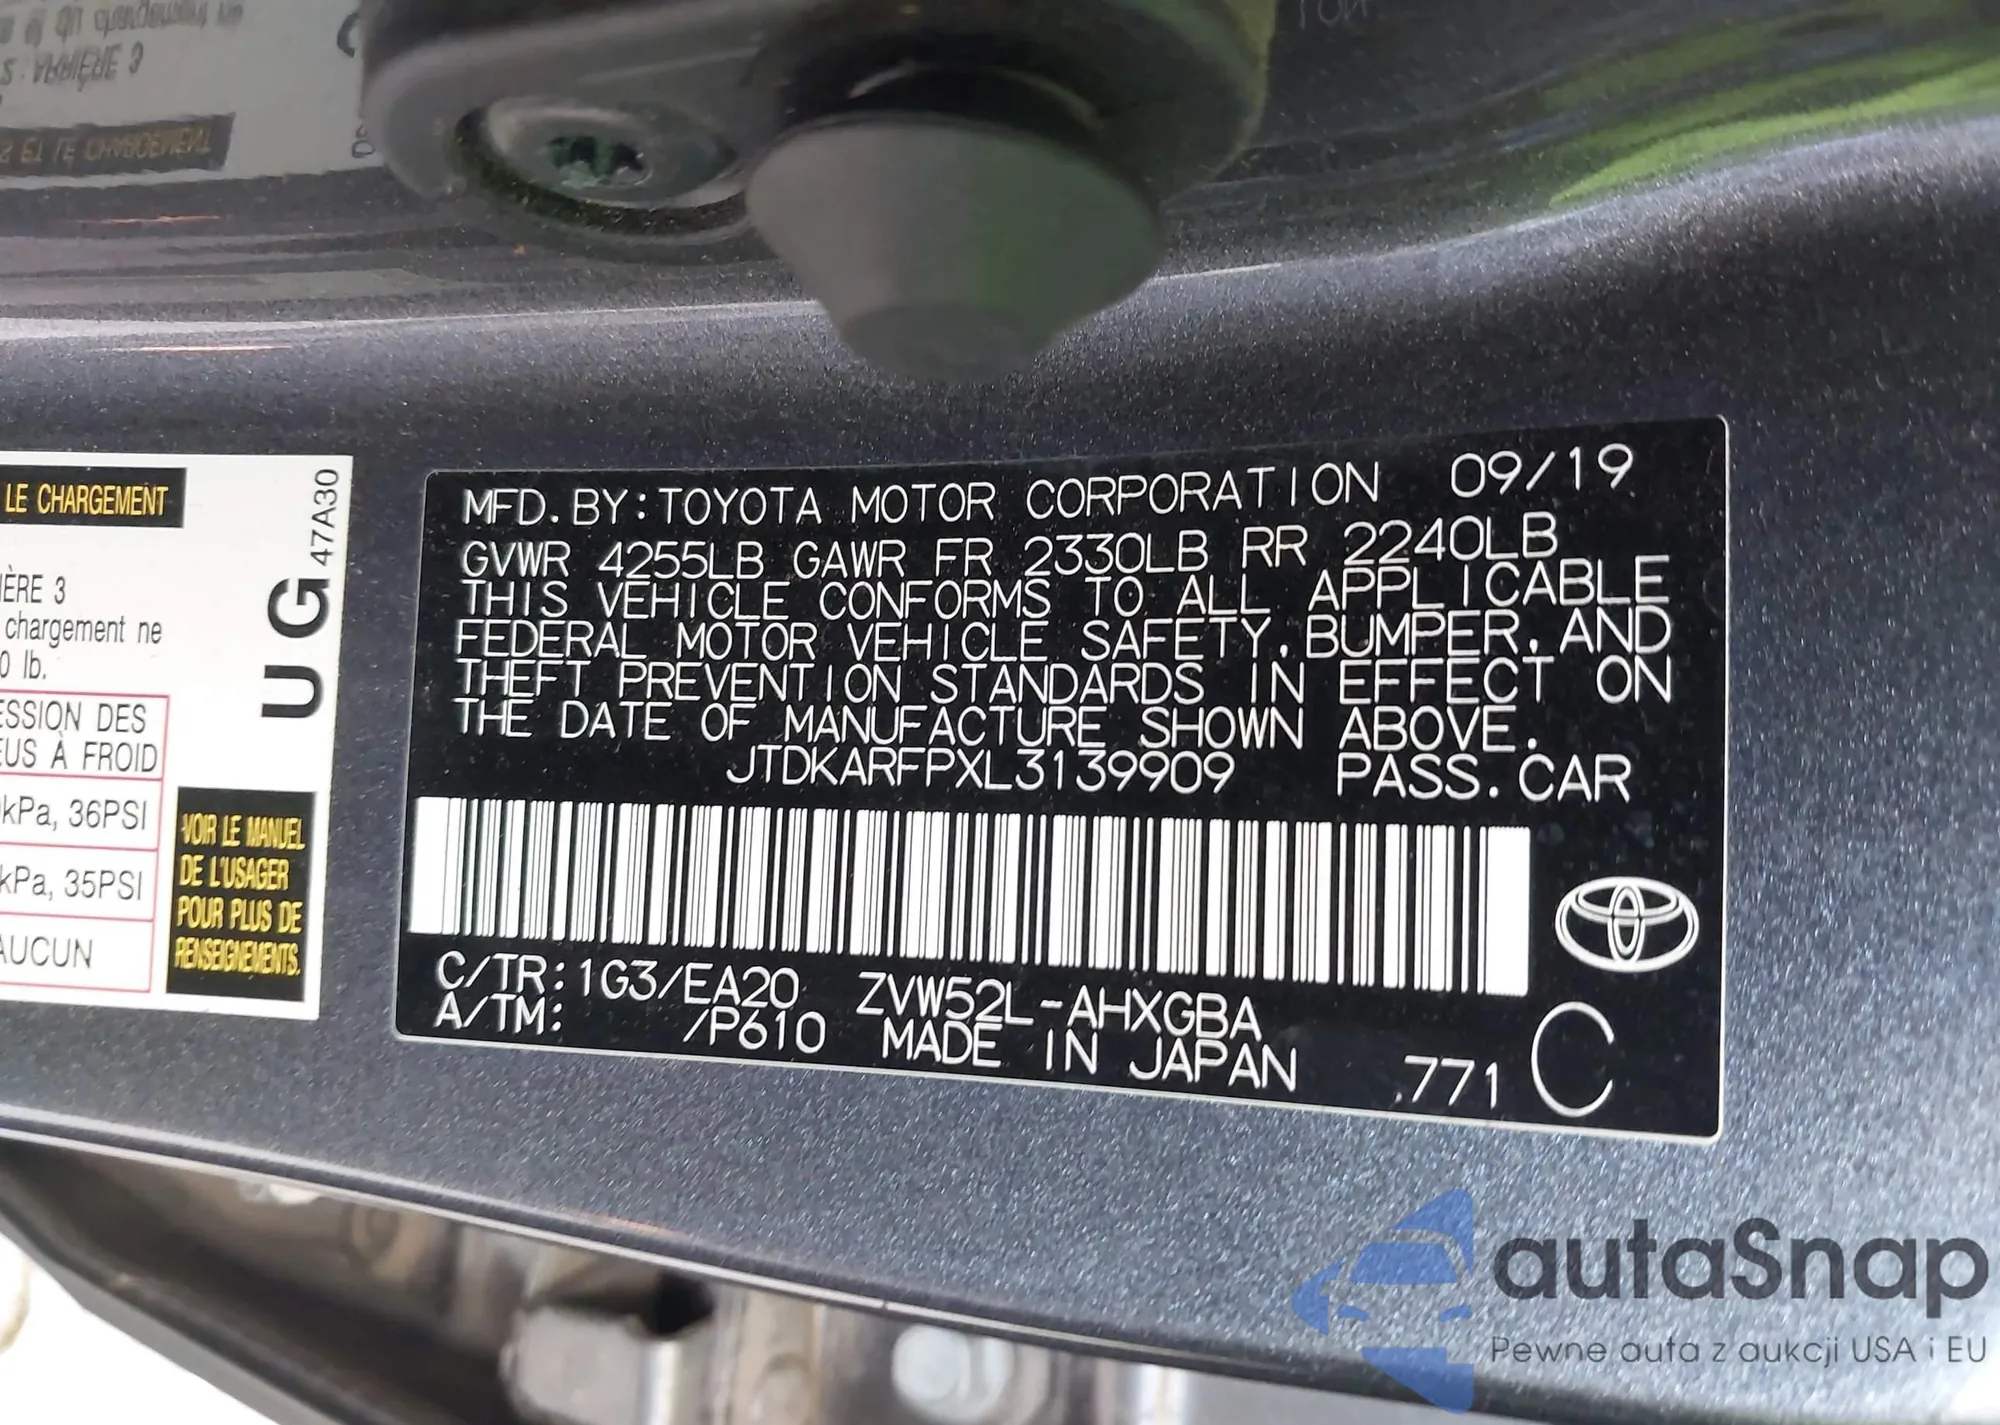 LE CHARGEMENT
IÈRE 3
chargement ne
0 lb.
ESSION DES
EUS À FROID
kPa, 36PSI
kPa, 35PSI
AUCUN
VOIR LE MANUEL
DE L'USAGER
POUR PLUS DE
RENSEIGNEMENTS.
UG
47A30
MFD. BY: TOYOTA MOTOR CORPORATION 09/19
GVWR 4255LB GAWR FR 2330LB RR 2240LB
THIS VEHICLE CONFORMS TO ALL APPLICABLE
FEDERAL MOTOR VEHICLE SAFETY, BUMPER, AND
THEFT PREVENTION STANDARDS IN EFFECT ON
THE DATE OF MANUFACTURE SHOWN ABOVE.
JTDKARFPXL3139909 PASS. CAR
C/TR: 1G3/EA20 ZVW52L-AHXGBA
A/TM: /P610 MADE IN JAPAN .771 C
autaSnap
Pewne auta z aukcji USA i EU